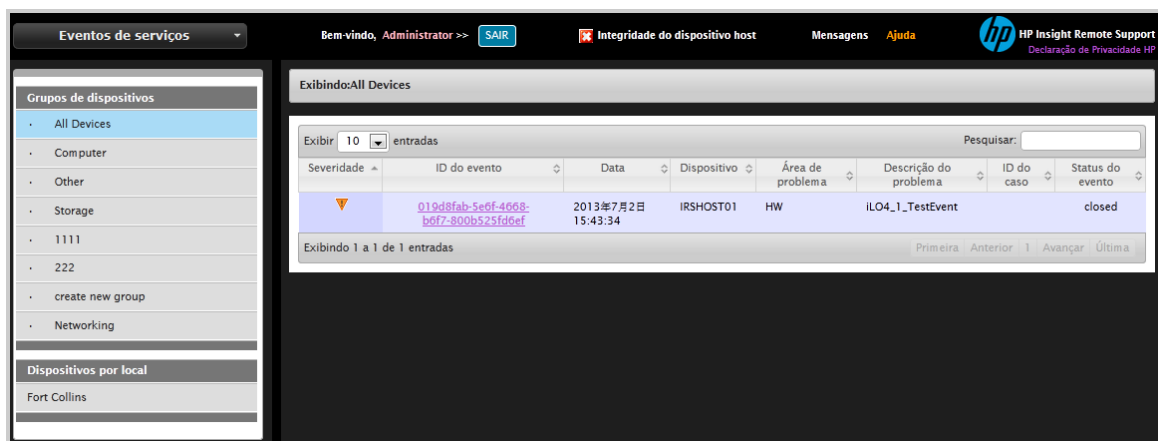 Eventos de serviços
Bem-vindo, Administrator >> SAIR
Integridade do dispositivo host
Mensagens Ajuda
hp
HP Insight Remote Support
Declaração de Privacidade HP
Grupos de dispositivos
· All Devices
· Computer
· Other
· Storage
· 1111
· 222
· create new group
· Networking
Dispositivos por local
Fort Collins
Exibindo:All Devices
Exibir 10 entradas
Pesquisar:
Severidade ID do evento Data Dispositivo Área de problema Descrição do problema ID do caso Status do evento
019d8fab-5e6f-4668- 2013年7月2日 IRSHOST01 HW iLO4_1_TestEvent closed
b6f7-800b525fd6ef 15:43:34
Exibindo 1 a 1 de 1 entradas
Primeira Anterior 1 Avançar Última